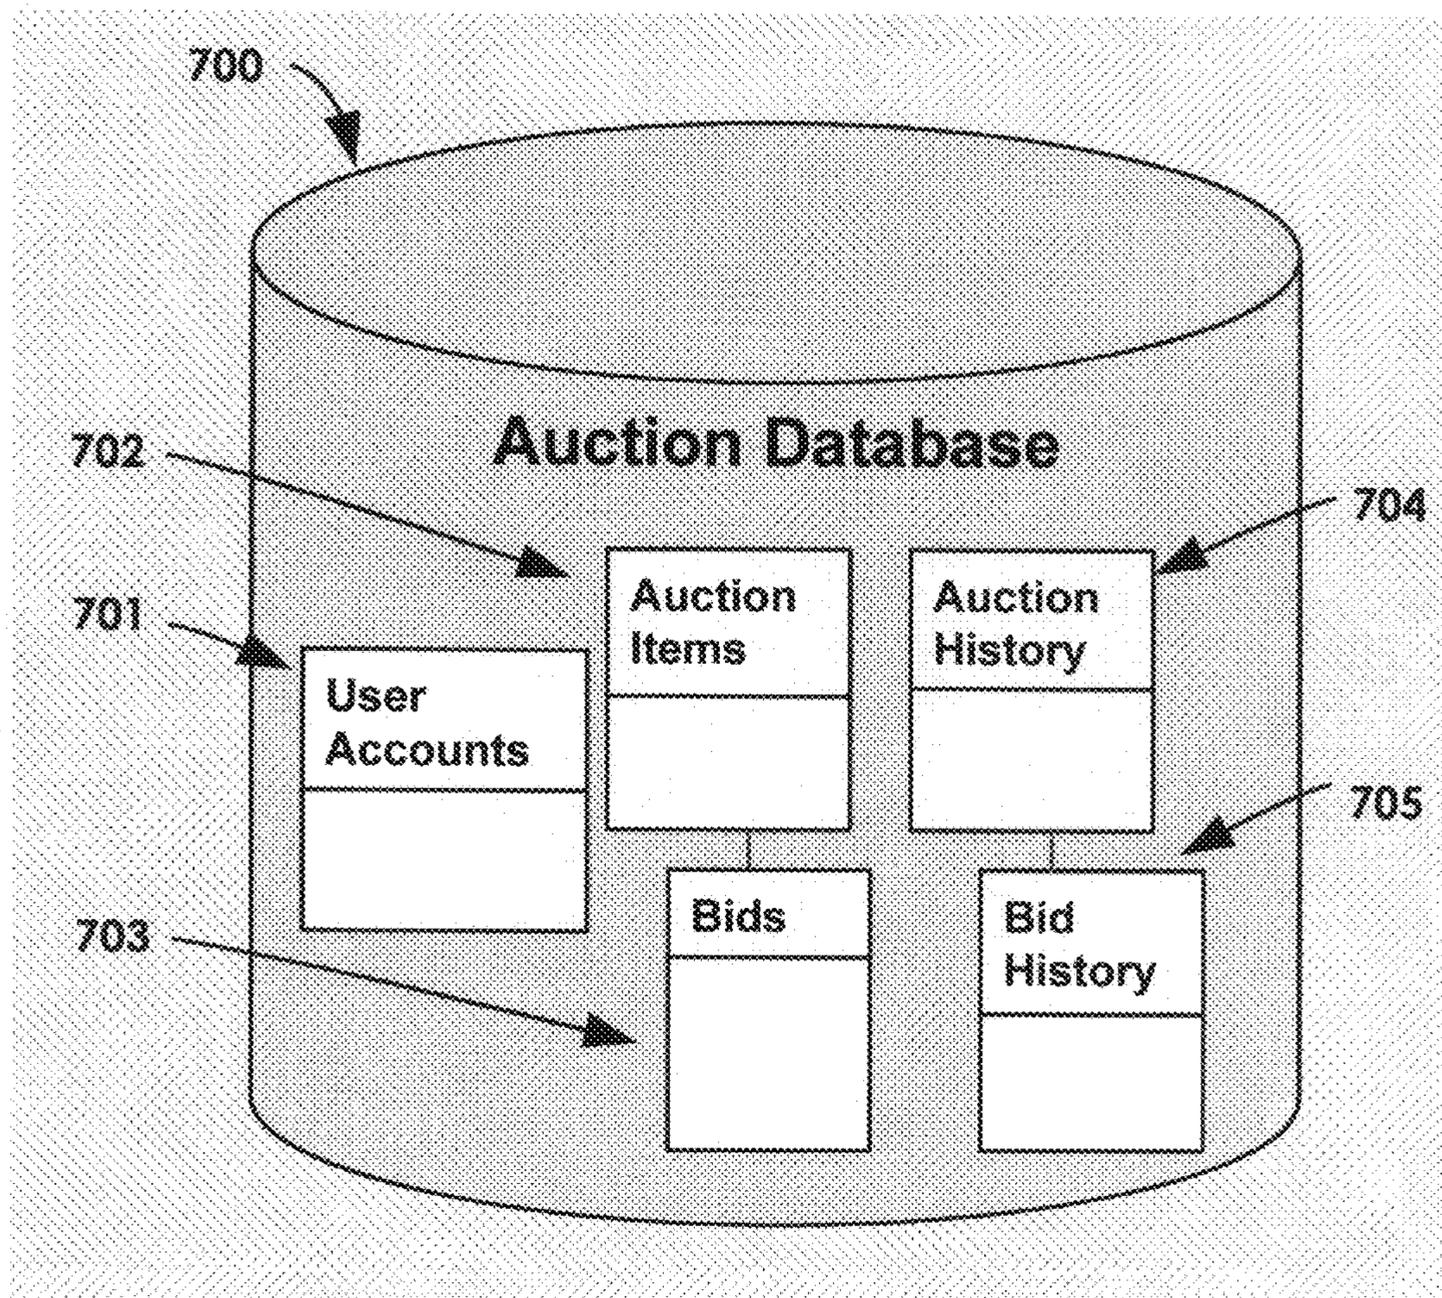 700
Auction Database
702
704
Auction
Items
Auction
History
701
User
Accounts
705
703
Bids
Bid
History